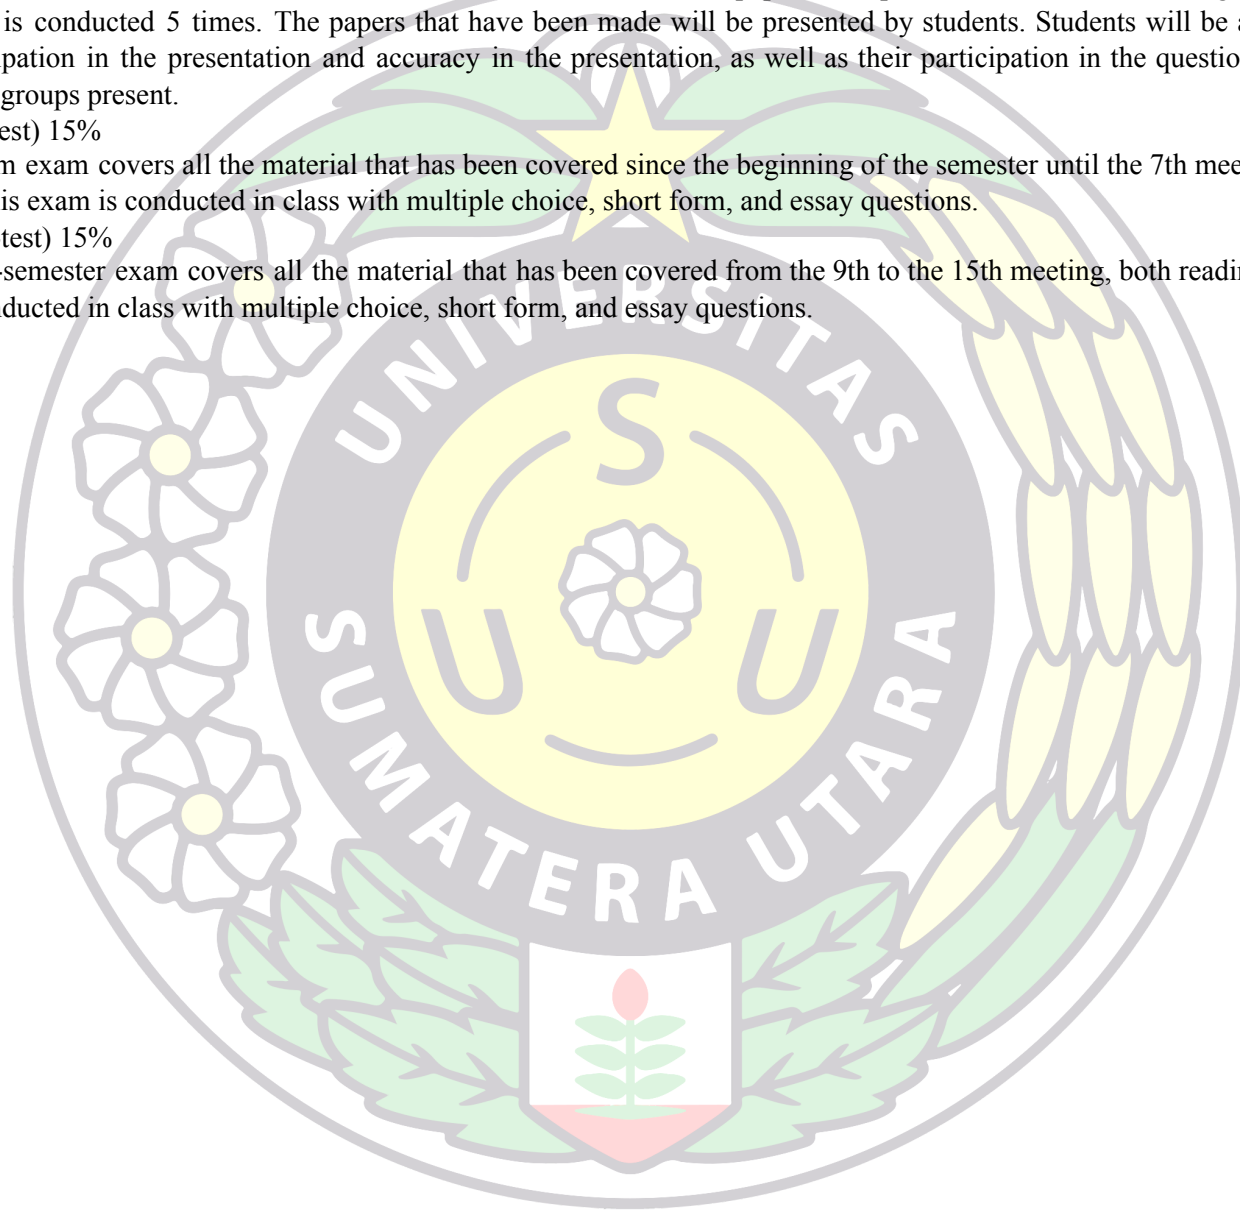 is conducted 5 times. The papers that have been made will be presented by students. Students will be a
ipation in the presentation and accuracy in the presentation, as well as their participation in the questio
groups present.
est) 15%
m exam covers all the material that has been covered since the beginning of the semester until the 7th mee
is exam is conducted in class with multiple choice, short form, and essay questions.
test) 15%
-semester exam covers all the material that has been covered from the 9th to the 15th meeting, both readi
ducted in class with multiple choice, short form, and essay questions.
UNIVERSITAS
S
U U
SUMATERA UTARA